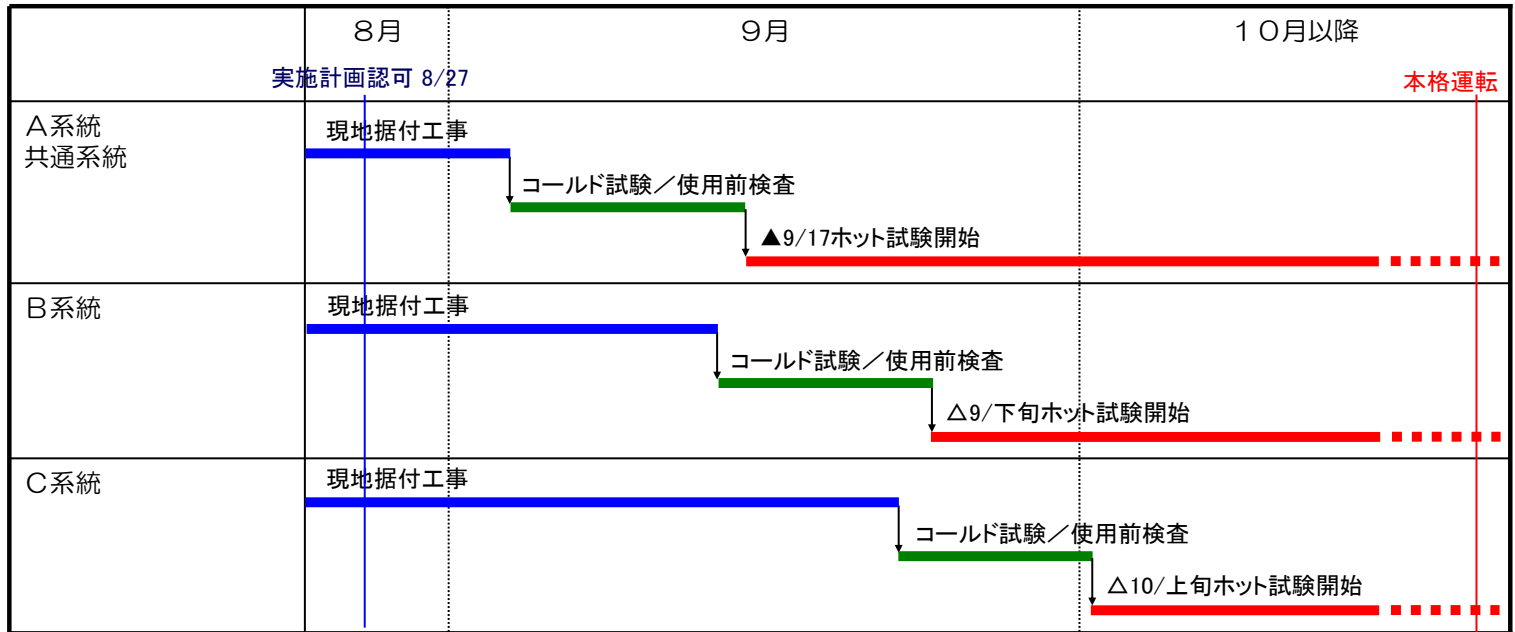 8月
9月
10月以降
実施計画認可 8/27
本格運転
A系統
共通系統
現地据付工事
コールド試験／使用前検査
▲9/17ホット試験開始
B系統
現地据付工事
コールド試験／使用前検査
△9/下旬ホット試験開始
C系統
現地据付工事
コールド試験／使用前検査
△10/上旬ホット試験開始